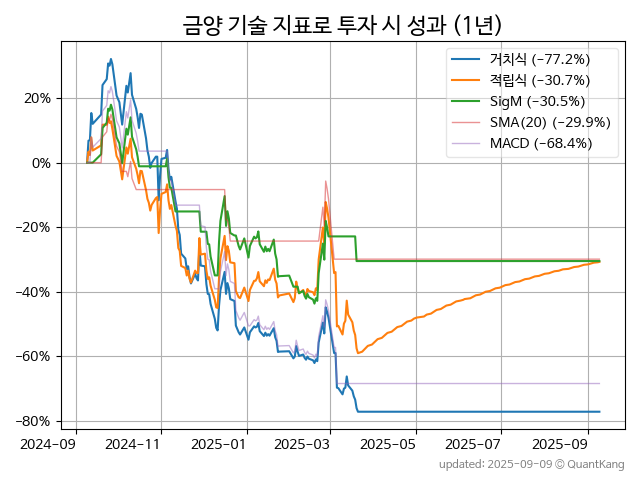 금양 기술 지표로 투자 시 성과 (1년)
거치식 (−77.2%)
적립식 (−30.7%)
SigM (−30.5%)
SMA(20) (−29.9%)
MACD (−68.4%)
20%
0%
−20%
−40%
−60%
−80%
2024−09 2024−11 2025−01 2025−03 2025−05 2025−07 2025−09
updated: 2025−09−09 © QuantKang